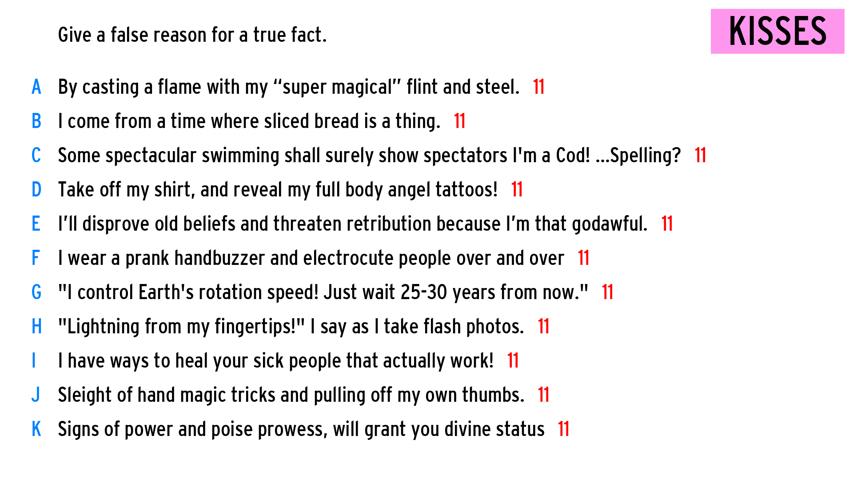 Give a false reason for a true fact.
KISSES
A By casting a flame with my “super magical” flint and steel. 11
B I come from a time where sliced bread is a thing. 11
C Some spectacular swimming shall surely show spectators I'm a Cod! ...Spelling? 11
D Take off my shirt, and reveal my full body angel tattoos! 11
E I’ll disprove old beliefs and threaten retribution because I’m that godawful. 11
F I wear a prank handbuzzer and electrocute people over and over 11
G "I control Earth's rotation speed! Just wait 25-30 years from now." 11
H "Lightning from my fingertips!" I say as I take flash photos. 11
I I have ways to heal your sick people that actually work! 11
J Sleight of hand magic tricks and pulling off my own thumbs. 11
K Signs of power and poise prowess, will grant you divine status 11